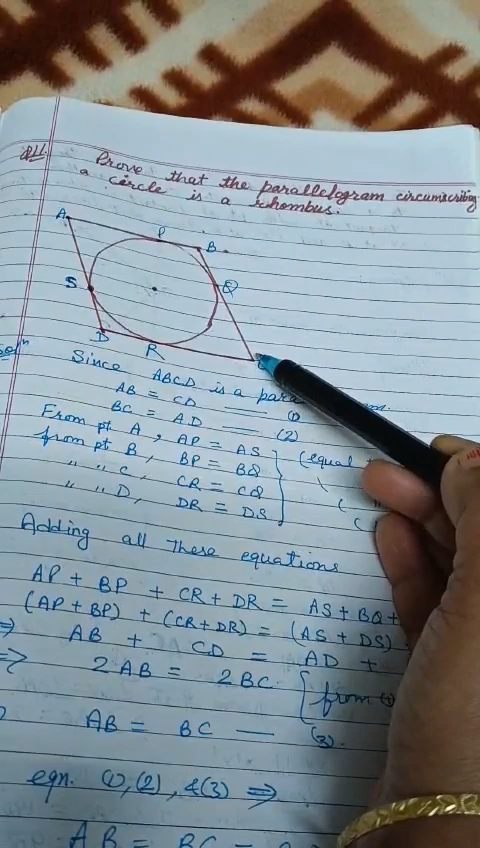 Q11. Prove that the parallelogram circumscribing
a circle is a rhombus.
A P B
S Q
D R
Since ABCD is a
AB = CD — (1)
BC = AD — (2)
From pt A, AP = AS (equal
from pt B, BP = BQ (
" " C, CR = CQ (
" " D, DR = DS (
Adding all these equations
AP + BP + CR + DR = AS + BQ +
⇒ (AP + BP) + (CR + DR) = (AS + DS)
⇒ AB + CD = AD +
2AB = 2BC { from
AB = BC — (3).
eqn. (1), (2), & (3) ⇒
AB = BC =